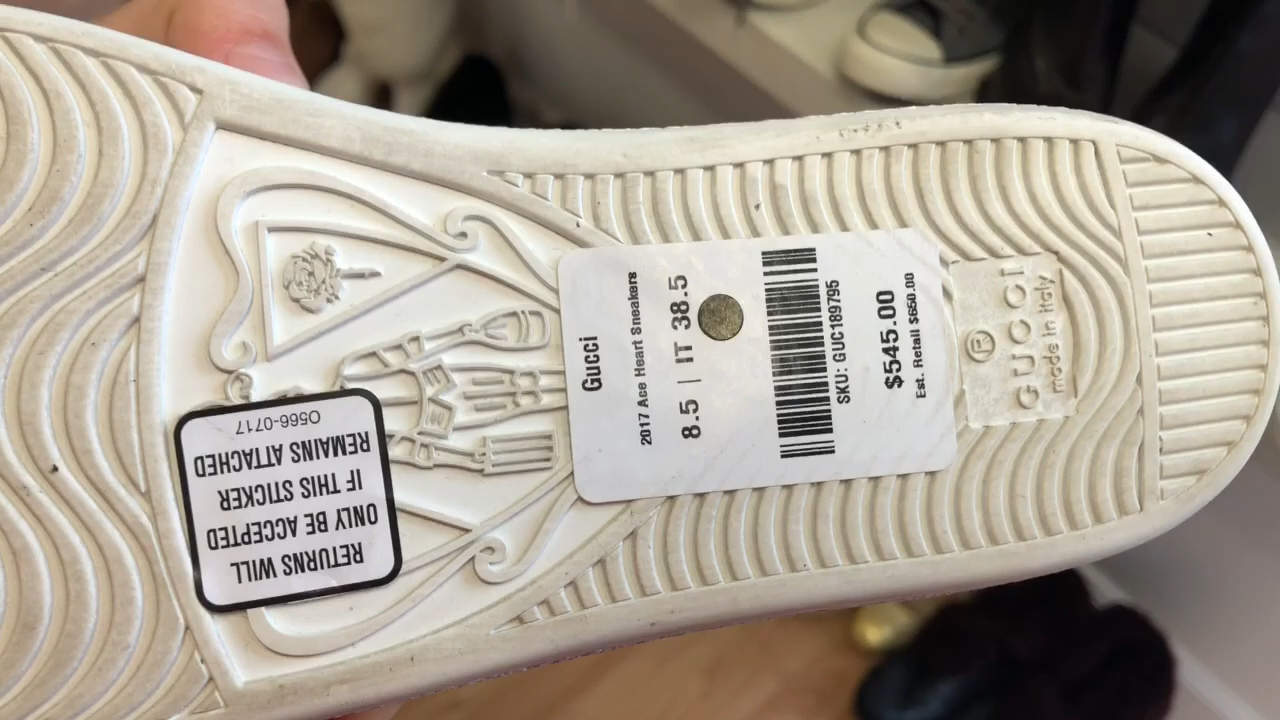 Gucci
2017 Ace Heart Sneakers
8.5 | IT 38.5
SKU: GUC189795
$545.00
Est. Retail $650.00
RETURNS WILL
ONLY BE ACCEPTED
IF THIS STICKER
REMAINS ATTACHED
O566-0717
®
GUCCI
made in italy